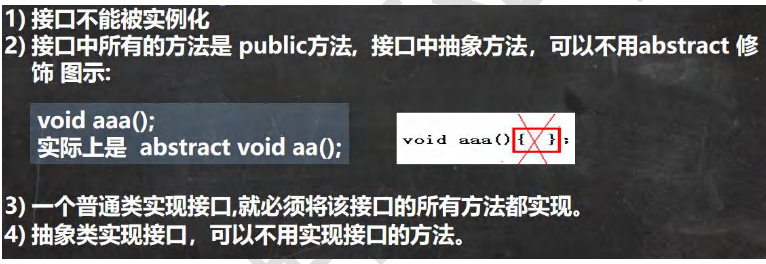 1) 接口不能被实例化
2) 接口中所有的方法是 public方法, 接口中抽象方法，可以不用abstract 修
饰 图示:
void aaa();
实际上是 abstract void aa();
void aaa(){ };
3) 一个普通类实现接口,就必须将该接口的所有方法都实现。
4) 抽象类实现接口，可以不用实现接口的方法。